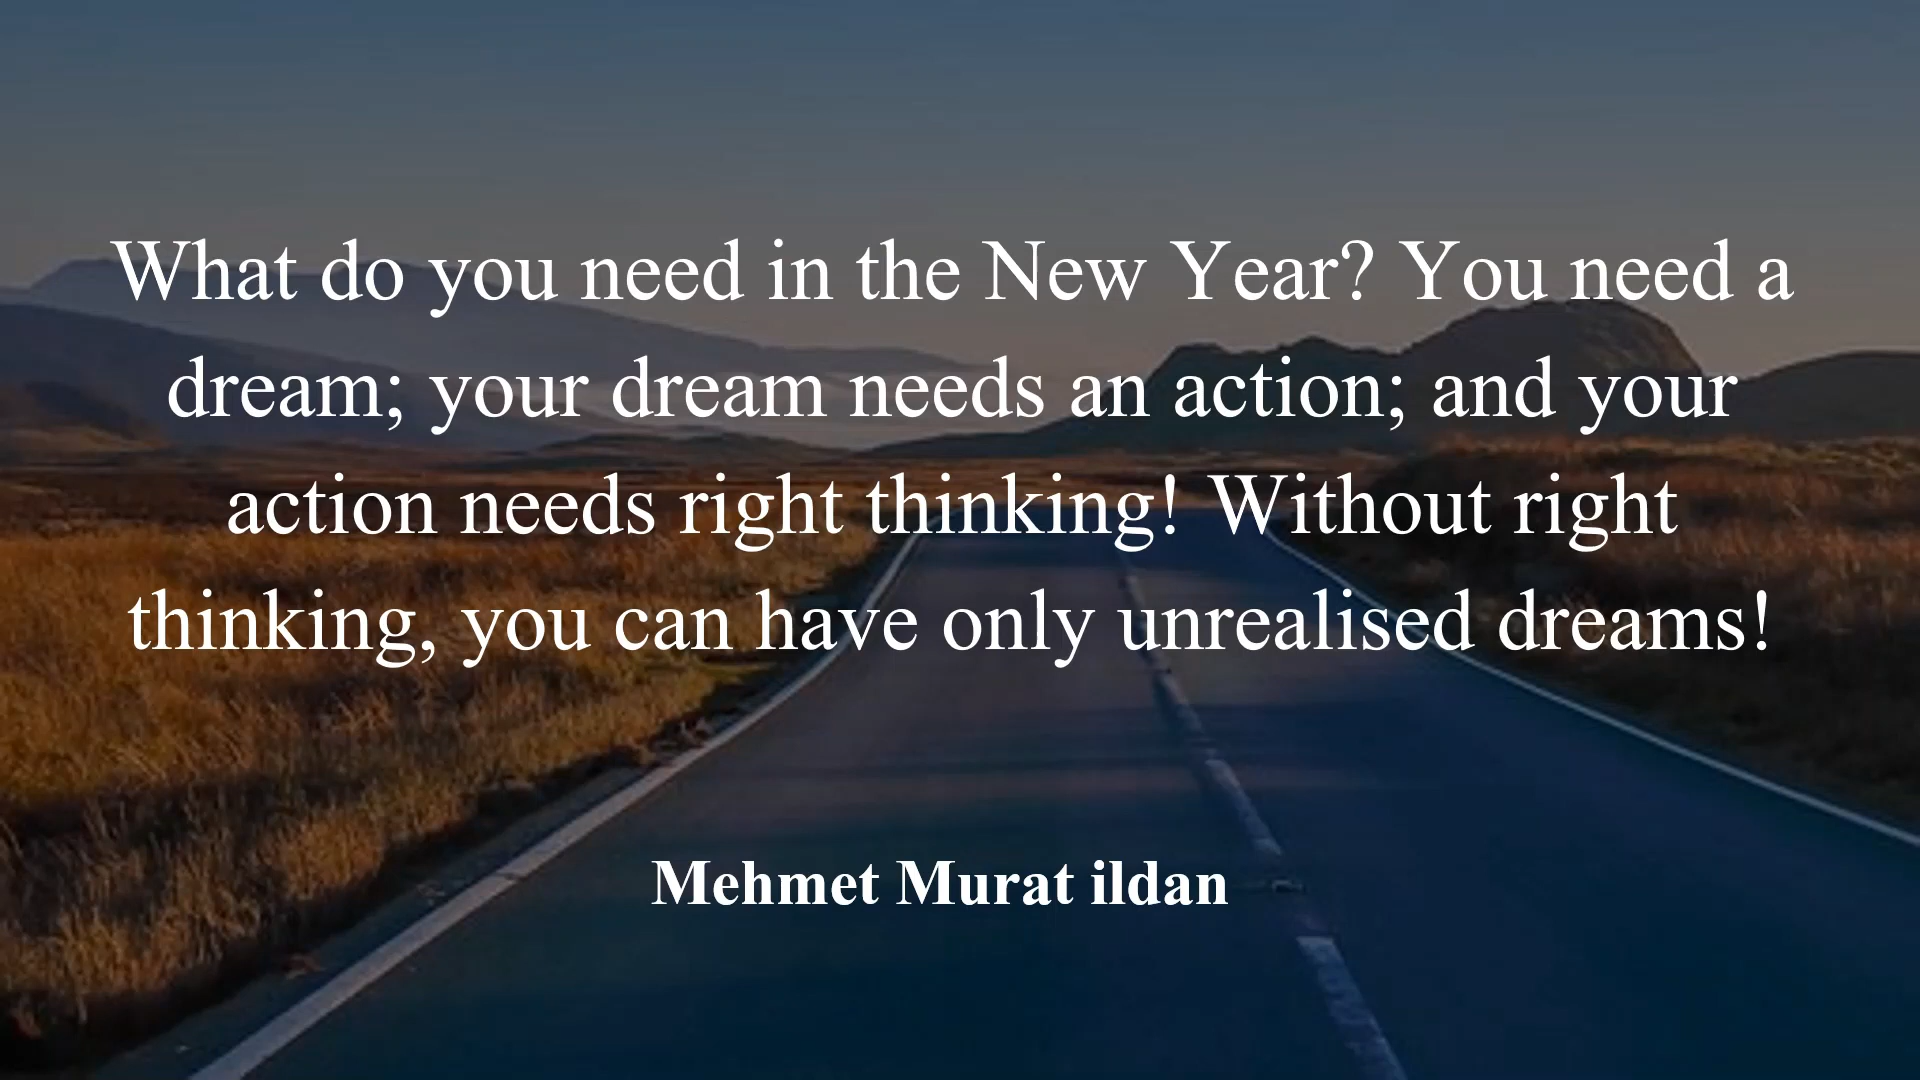 What do you need in the New Year? You need a
dream; your dream needs an action; and your
action needs right thinking! Without right
thinking, you can have only unrealised dreams!
Mehmet Murat ildan